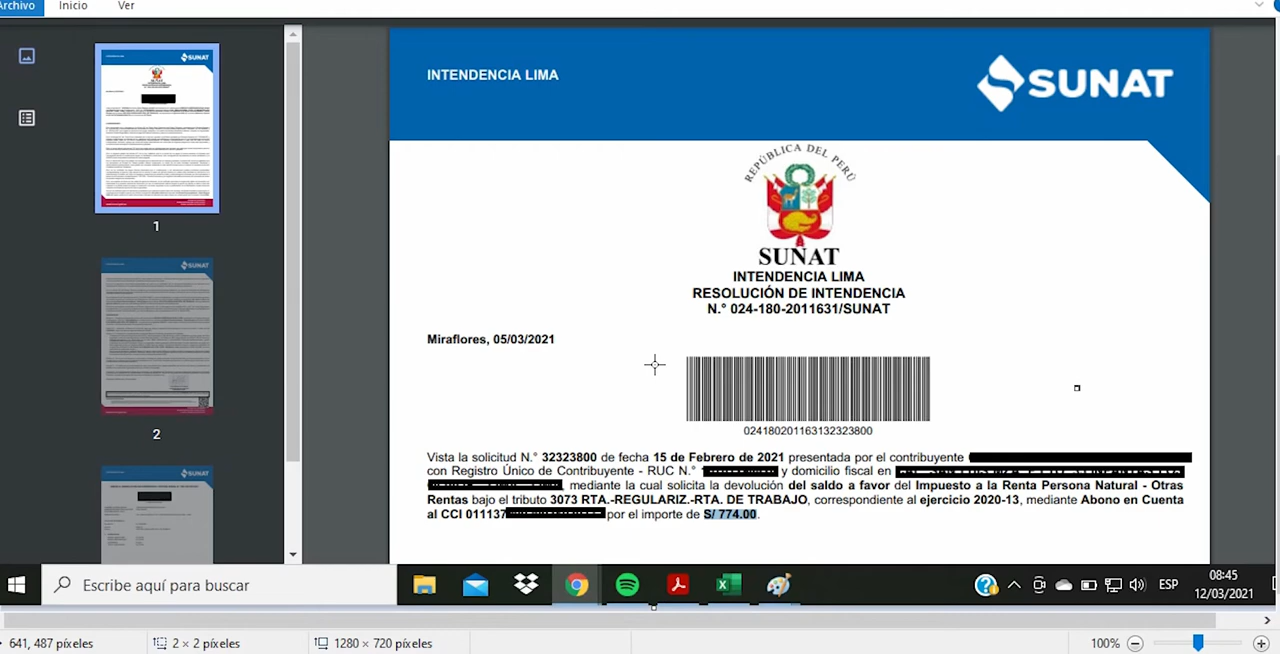 Archivo Inicio Ver
INTENDENCIA LIMA
SUNAT
REPÚBLICA DEL PERÚ
SUNAT
INTENDENCIA LIMA
RESOLUCIÓN DE INTENDENCIA
N.° 024-180-2011631/SUNAT
Miraflores, 05/03/2021
024180201163132323800
Vista la solicitud N.° 32323800 de fecha 15 de Febrero de 2021 presentada por el contribuyente
con Registro Único de Contribuyente - RUC N.° y domicilio fiscal en
, mediante la cual solicita la devolución del saldo a favor del Impuesto a la Renta Persona Natural - Otras
Rentas bajo el tributo 3073 RTA.-REGULARIZ.-RTA. DE TRABAJO, correspondiente al ejercicio 2020-13, mediante Abono en Cuenta
al CCI 011137 por el importe de S/ 774.00.
1
SUNAT
2
SUNAT
SUNAT
Escribe aquí para buscar
ESP
08:45
12/03/2021
641, 487 píxeles
2 × 2 píxeles
1280 × 720 píxeles
100%